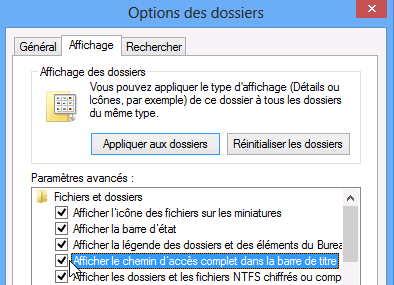 Options des dossiers
Général Affichage Rechercher
Affichage des dossiers
Vous pouvez appliquer le type d'affichage (Détails ou
Icônes, par exemple) de ce dossier à tous les dossiers
du même type.
Appliquer aux dossiers Réinitialiser les dossiers
Paramètres avancés :
Fichiers et dossiers
Afficher l'icône des fichiers sur les miniatures
Afficher la barre d'état
Afficher la légende des dossiers et des éléments du Burea
Afficher le chemin d'accès complet dans la barre de titre
Afficher les dossiers et les fichiers NTFS chiffrés ou comp